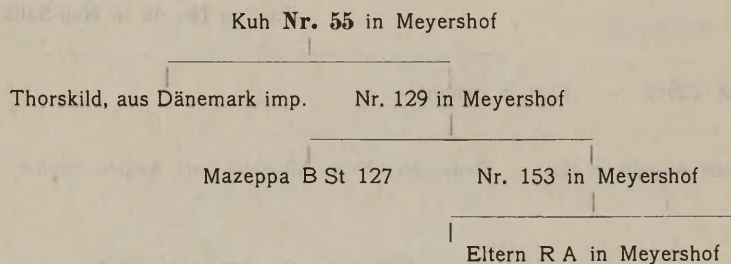 Kuh Nr. 55 in Meyershof
Thorskild, aus Dänemark imp. Nr. 129 in Meyershof
Mazeppa B St 127 Nr. 153 in Meyershof
Eltern R A in Meyershof